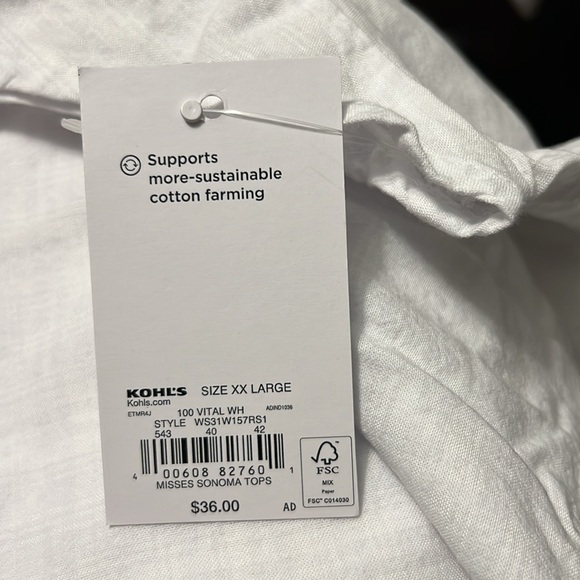 Supports
more-sustainable
cotton farming
KOHL'S SIZE XX LARGE
Kohls.com
ETMR4J 100 VITAL WH ADIND1036
STYLE WS31W157RS1
543 40 42
4 00608 82760 1
MISSES SONOMA TOPS
$36.00 AD
FSC
MIX
Paper
FSC™ C014030